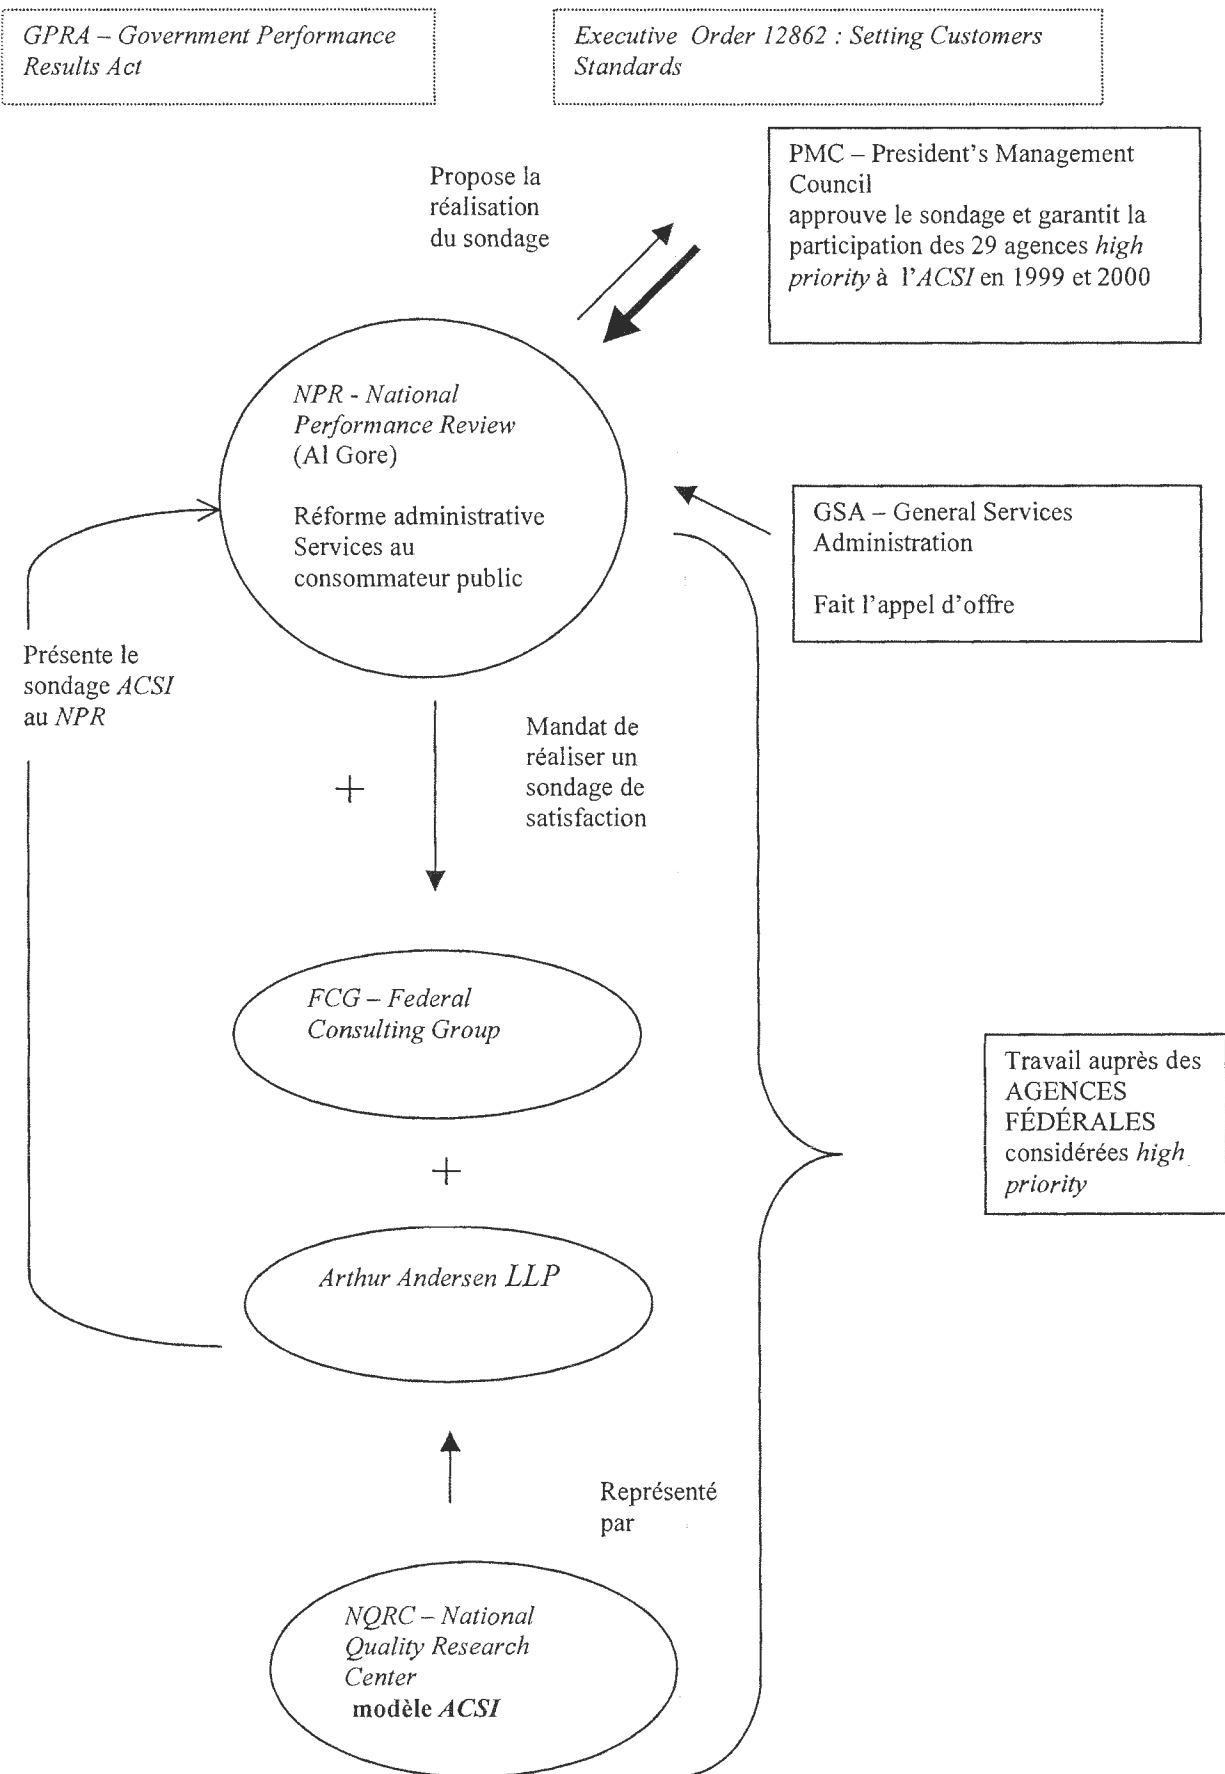 GPRA – Government Performance
Results Act
Executive Order 12862 : Setting Customers
Standards
PMC – President's Management
Council
approuve le sondage et garantit la
participation des 29 agences high
priority à l'ACSI en 1999 et 2000
Propose la
réalisation
du sondage
NPR - National
Performance Review
(Al Gore)
Réforme administrative
Services au
consommateur public
GSA – General Services
Administration
Fait l'appel d'offre
Présente le
sondage ACSI
au NPR
Mandat de
réaliser un
sondage de
satisfaction
+
FCG – Federal
Consulting Group
+
Arthur Andersen LLP
Travail auprès des
AGENCES
FÉDÉRALES
considérées high
priority
Représenté
par
NQRC – National
Quality Research
Center
modèle ACSI